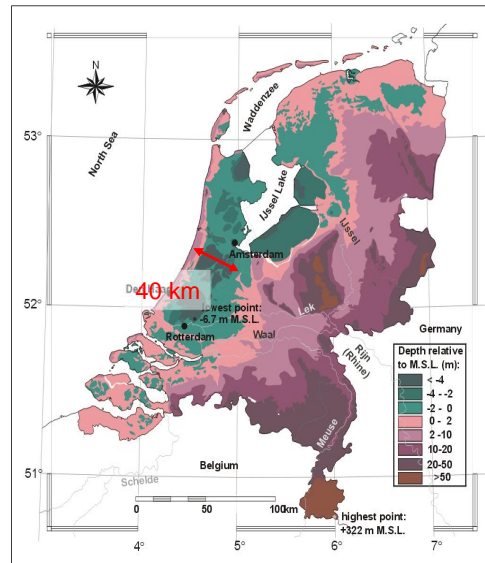 N
53°
52°
51°
North Sea
Waddenzee
IJssel Lake
IJssel
Amsterdam
40 km
lowest point:
-6.7 m M.S.L.
Rotterdam
Lek
Waal
Germany
Rijn
(Rhine)
Meuse
Depth relative
to M.S.L. (m):
< -4
-4 - -2
-2 - 0
0 - 2
2 -10
10-20
20-50
>50
Belgium
Schelde
0
50
100
km
highest point:
+322 m M.S.L.
4°
5°
6°
7°